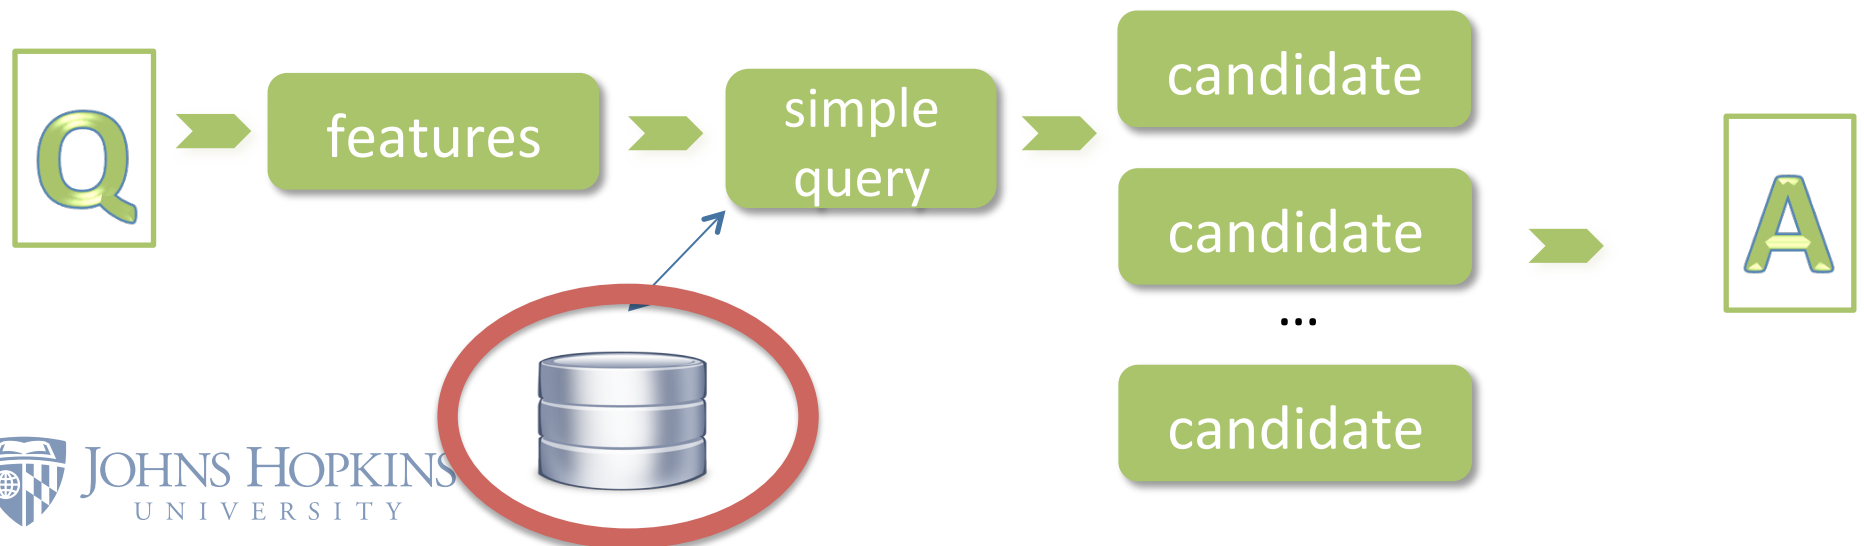 Q
features
simple
query
candidate
candidate
...
candidate
A
JOHNS HOPKINS
UNIVERSITY